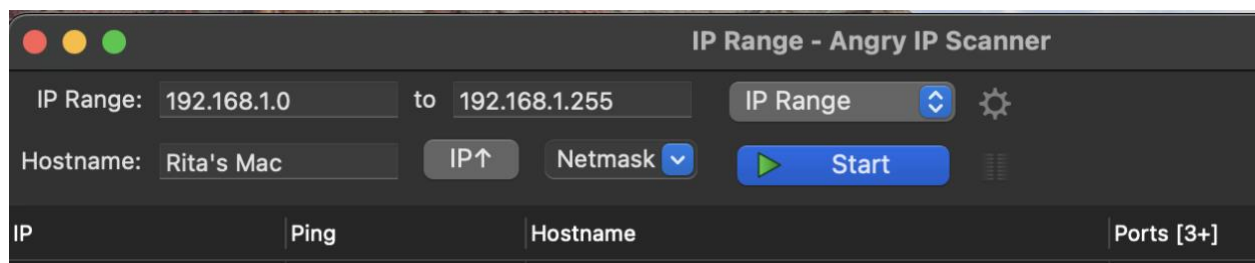 IP Range - Angry IP Scanner
IP Range: 192.168.1.0 to 192.168.1.255 IP Range
Hostname: Rita's Mac IP↑ Netmask Start
IP Ping Hostname Ports [3+]